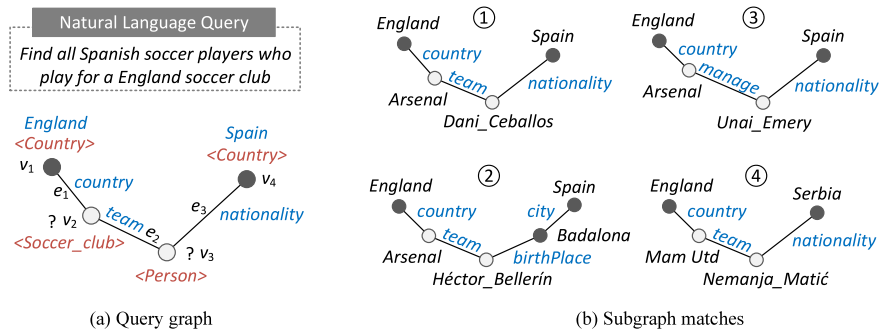 Natural Language Query
Find all Spanish soccer players who
play for a England soccer club
England
<Country>
v1
e1
country
? v2
<Soccer_club>
team
e2
? v3
<Person>
e3
Spain
<Country>
v4
nationality
(a) Query graph
①
England
country
team
Arsenal
Dani_Ceballos
Spain
nationality
③
England
country
manage
Arsenal
Unai_Emery
Spain
nationality
②
England
country
team
Arsenal
Héctor_Bellerín
Spain
city
Badalona
birthPlace
④
England
country
team
Mam Utd
Nemanja_Matić
Serbia
nationality
(b) Subgraph matches